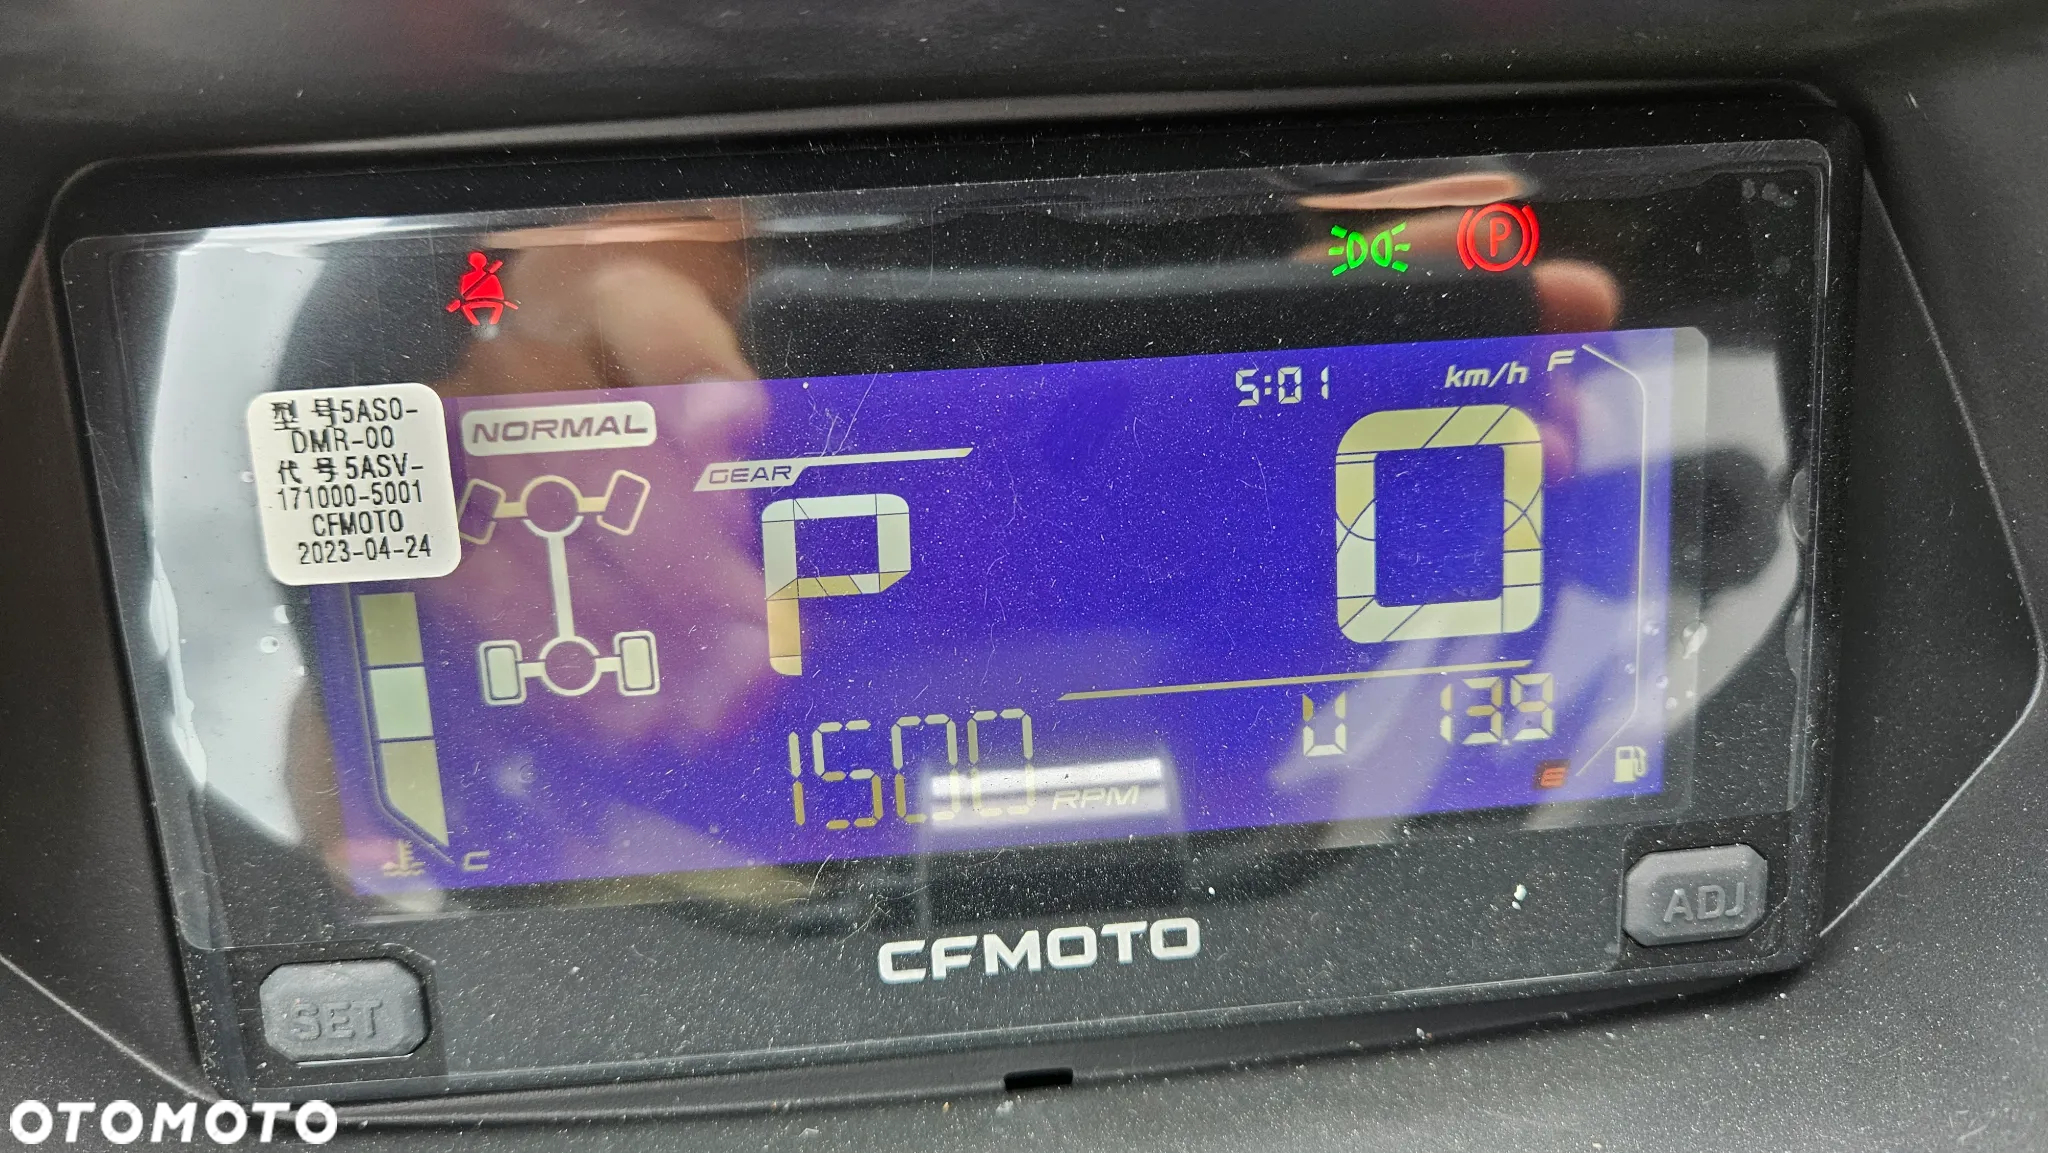 5:01
km/h F
NORMAL
型 号5ASO-
DMR-00
代 号5ASV-
171000-5001
CFMOTO
2023-04-24
GEAR
P
0
U 13.9
1500 RPM
E
C
CFMOTO
SET
ADJ
OTOMOTO